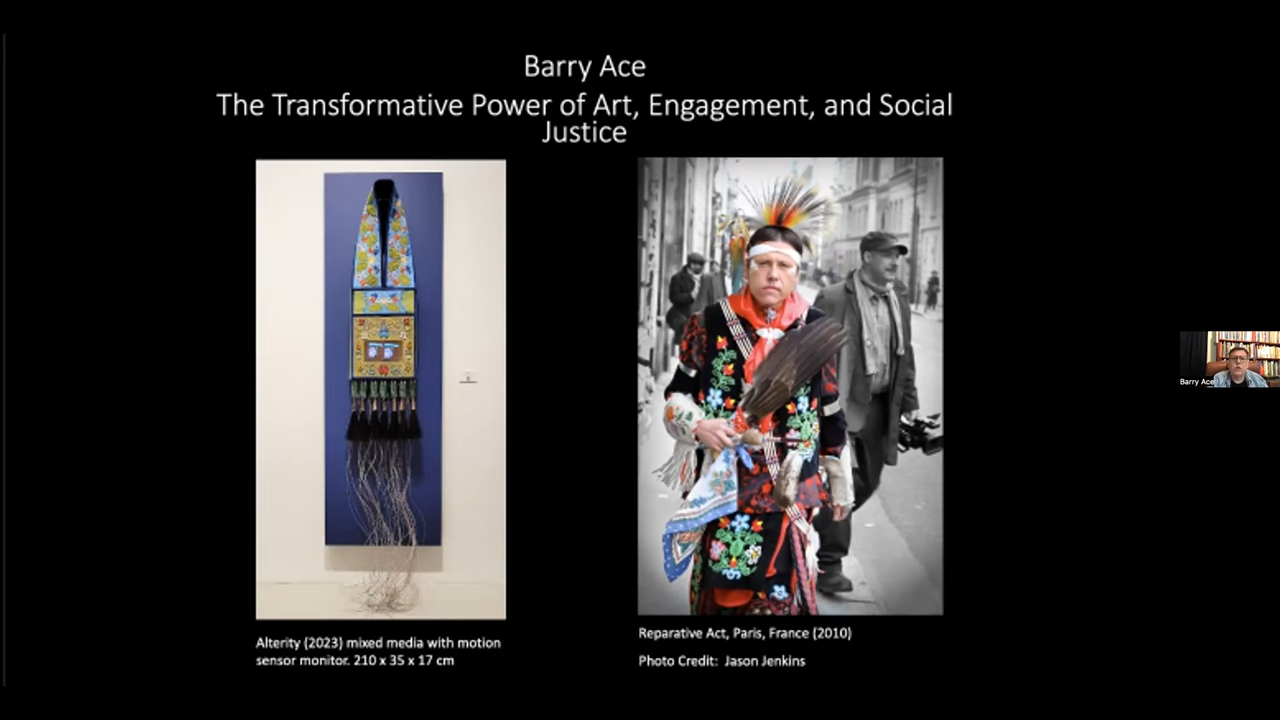 Barry Ace
The Transformative Power of Art, Engagement, and Social
Justice
Alterity (2023) mixed media with motion
sensor monitor. 210 x 35 x 17 cm
Reparative Act, Paris, France (2010)
Photo Credit: Jason Jenkins
Barry Ace